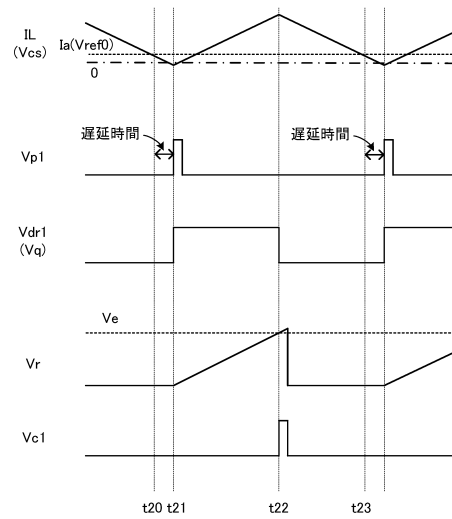 IL
(Vcs)
Ia(Vref0)
0
遅延時間
遅延時間
Vp1
Vdr1
(Vq)
Ve
Vr
Vc1
t20 t21 t22 t23